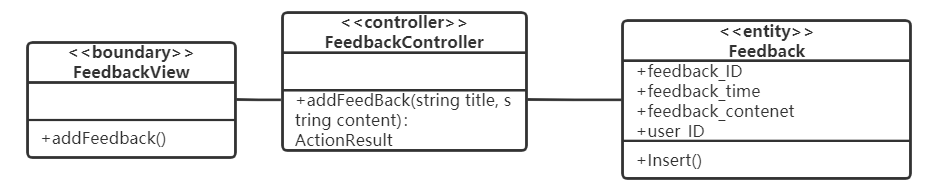 <<boundary>>
FeedbackView
+addFeedback()
<<controller>>
FeedbackController
+addFeedBack(string title, s
tring content):
ActionResult
<<entity>>
Feedback
+feedback_ID
+feedback_time
+feedback_contenet
+user_ID
+Insert()